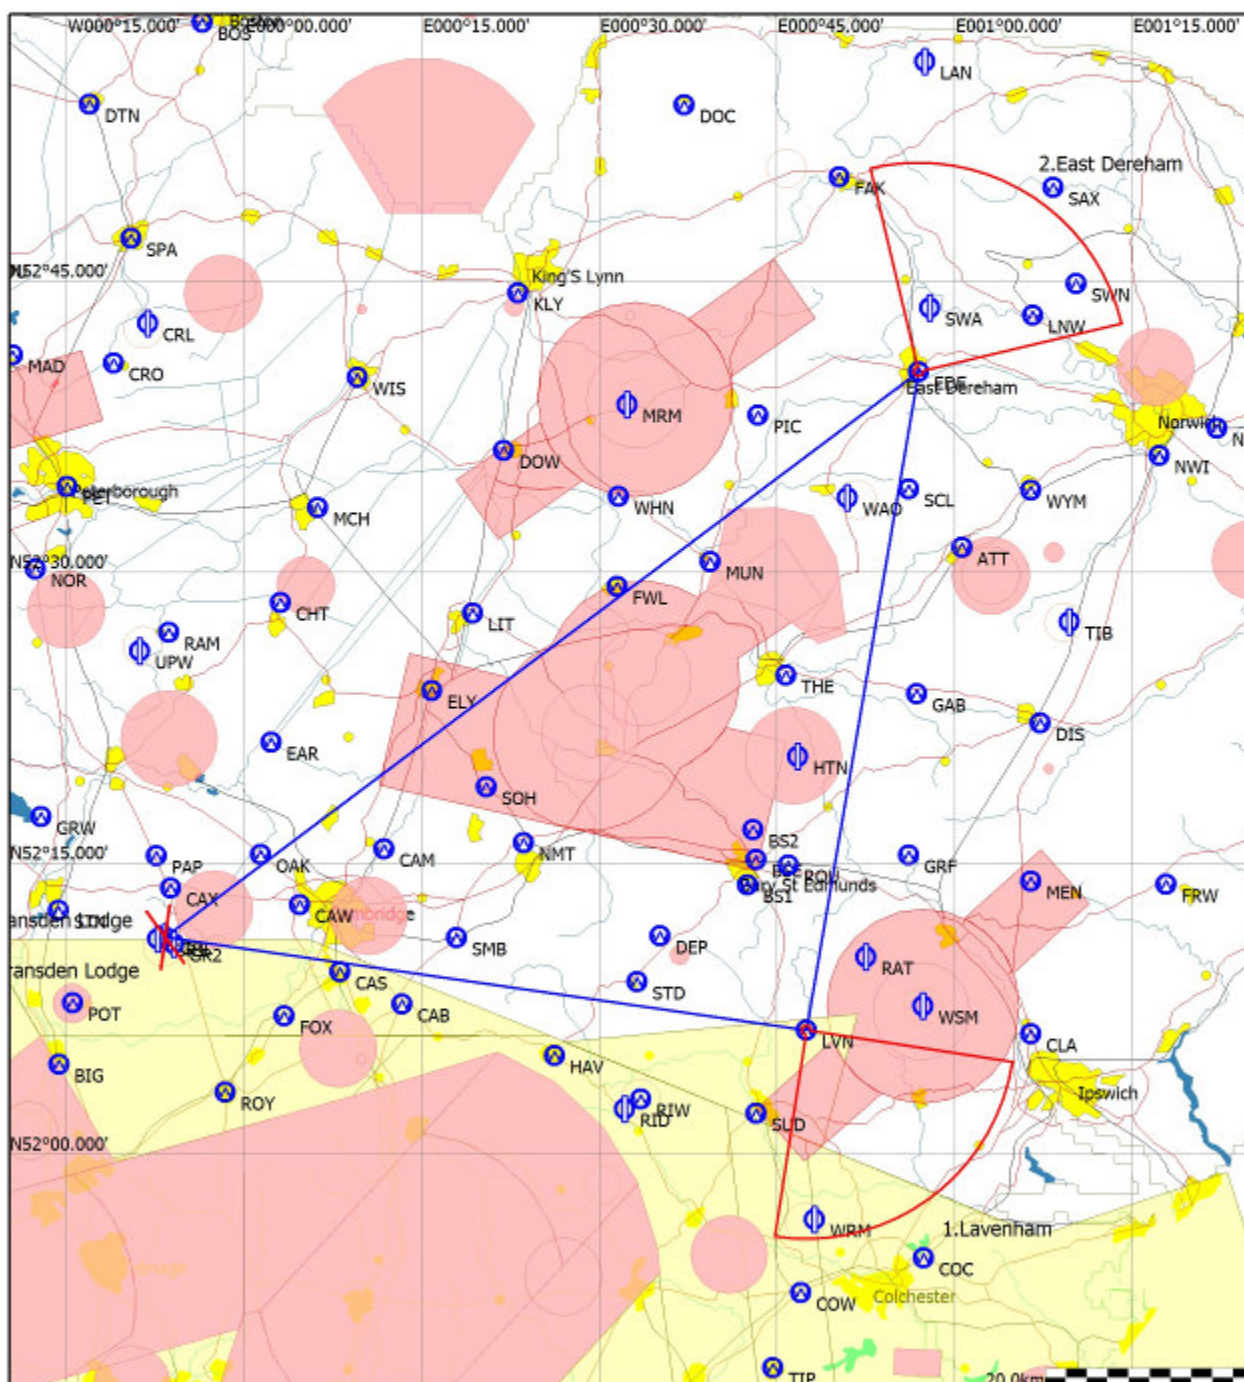 W000°15.000'
E000°00.000'
E000°15.000'
E000°30.000'
E000°45.000'
E001°00.000'
E001°15.000'
Boston
BOS
LAN
DTN
DOC
2.East Dereham
FAK
SAX
SPA
N52°45.000'
King'S Lynn
KLY
SWN
SWA
LNW
CRL
MAD
CRO
WIS
East Dereham
MRM
PIC
Norwich
DOW
NWI
Peterborough
PET
WHN
WAO
SCL
WYM
MCH
ATT
N52°30.000'
NOR
MUN
FWL
CHT
LIT
TIB
RAM
UPW
THE
ELY
GAB
DIS
EAR
HTN
SOH
GRW
BS2
N52°15.000'
PAP
OAK
CAM
NMT
GRF
Bury St Edmunds
CAX
MEN
FRW
BS1
CAW
ansden Lodge
SMB
DEP
GR2
RAT
ransden Lodge
CAS
STD
POT
CAB
WSM
FOX
LVN
CLA
HAV
BIG
Ipswich
ROY
RIW
RID
SUD
N52°00.000'
WRM
1.Lavenham
COC
COW
Colchester
TIP
20.0km